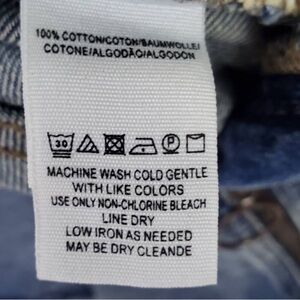 100% COTTON/COTON/BAUMWOLLE/
COTONE/ALGODÃO/ALGODON
30 P
MACHINE WASH COLD GENTLE
WITH LIKE COLORS
USE ONLY NON-CHLORINE BLEACH
LINE DRY
LOW IRON AS NEEDED
MAY BE DRY CLEANDE